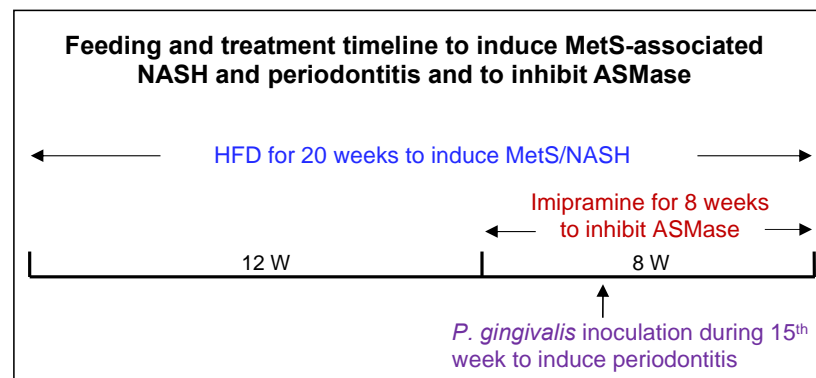 Feeding and treatment timeline to induce MetS-associated
NASH and periodontitis and to inhibit ASMase
HFD for 20 weeks to induce MetS/NASH
Imipramine for 8 weeks
to inhibit ASMase
12 W
8 W
P. gingivalis inoculation during 15th
week to induce periodontitis